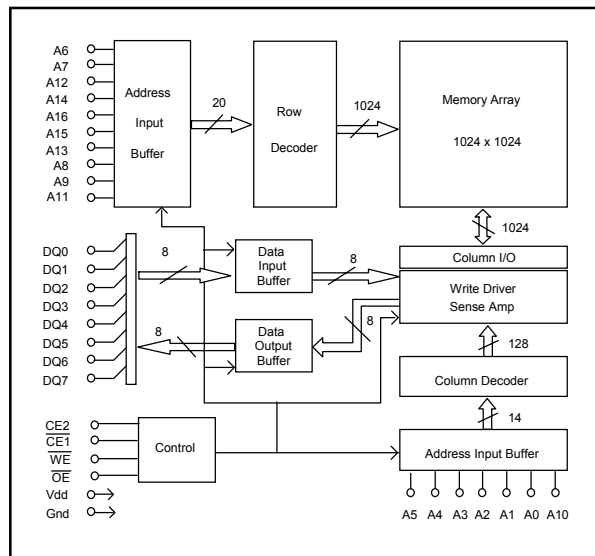 A6
A7
A12
A14
A16
A15
A13
A8
A9
A11
Address
Input
Buffer
20
Row
Decoder
1024
Memory Array
1024 x 1024
1024
DQ0
DQ1
DQ2
DQ3
DQ4
DQ5
DQ6
DQ7
8
Data
Input
Buffer
8
Column I/O
Write Driver
Sense Amp
8
Data
Output
Buffer
8
128
Column Decoder
14
Address Input Buffer
CE2
CE1
WE
OE
Vdd
Gnd
Control
A5 A4 A3 A2 A1 A0 A10